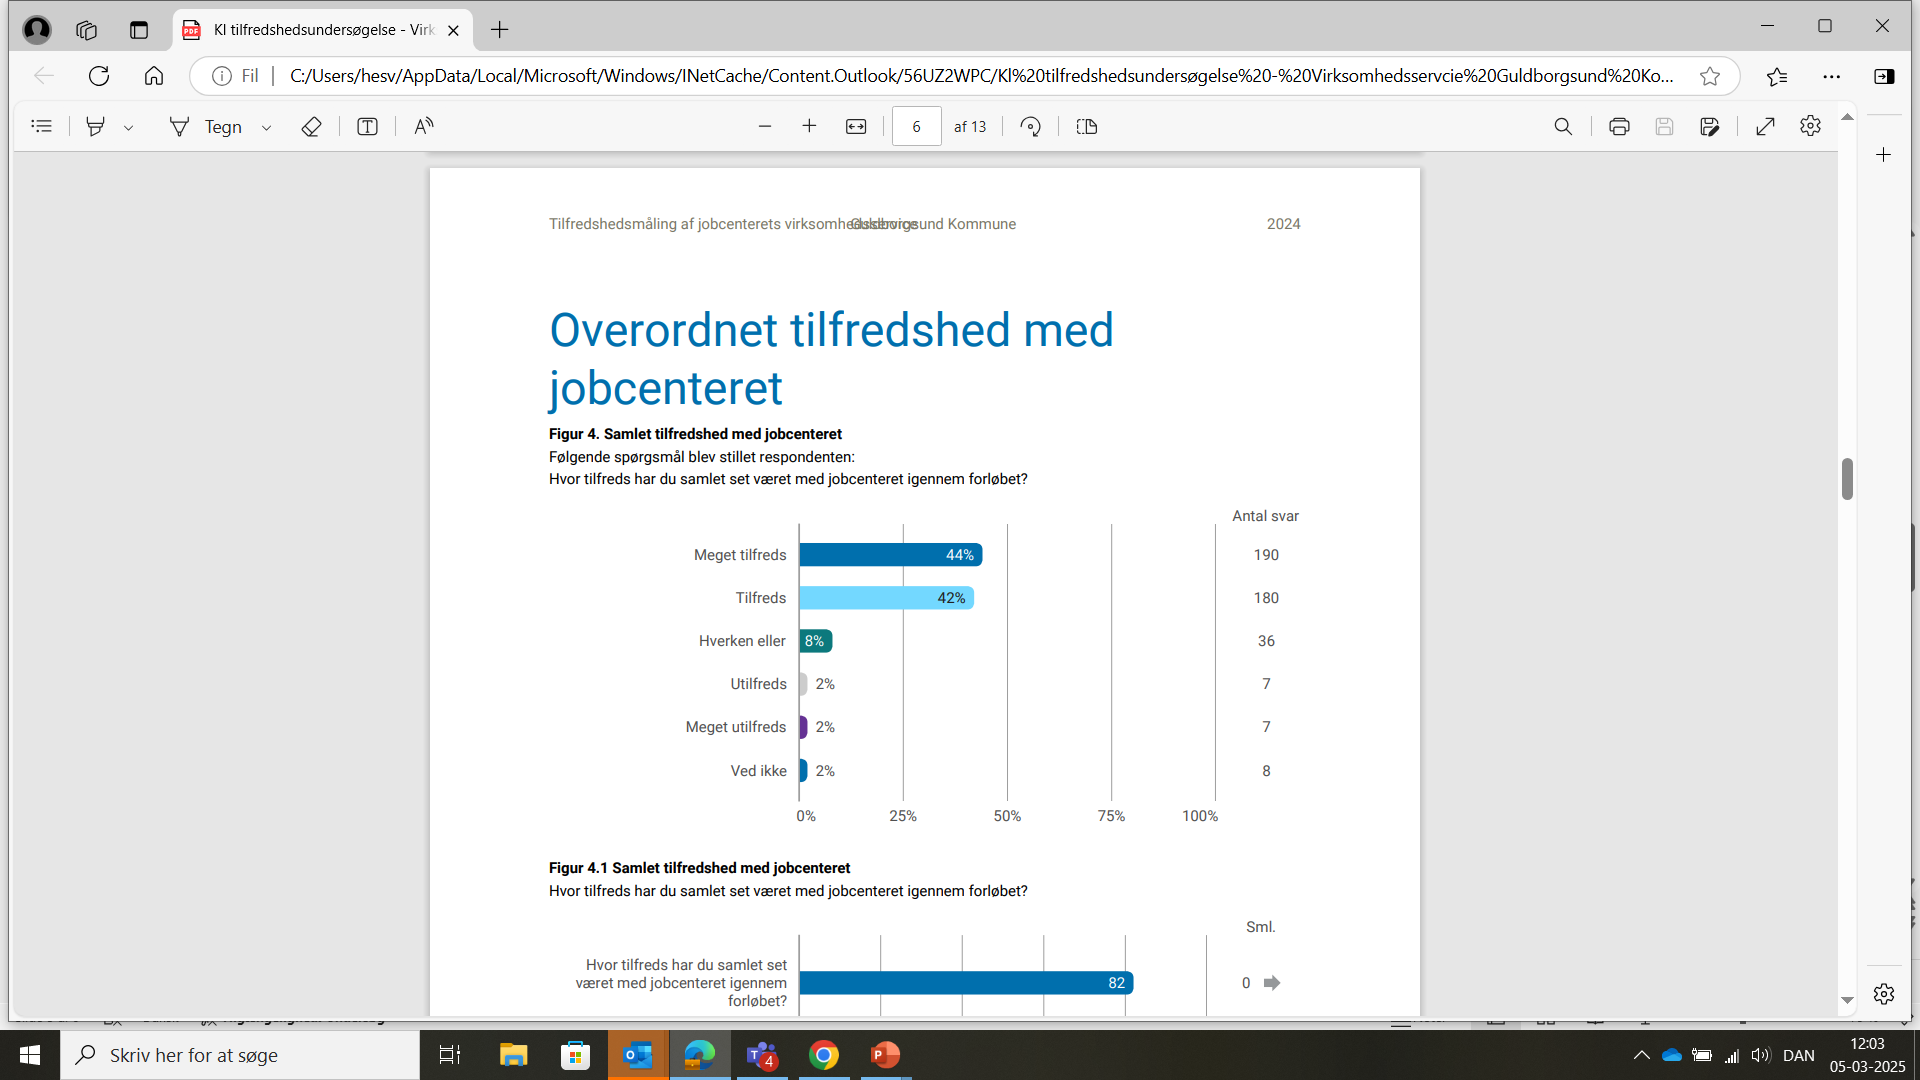 Kl tilfredshedsundersøgelse - Virk
Fil
C:/Users/hesv/AppData/Local/Microsoft/Windows/INetCache/Content.Outlook/56UZ2WPC/Kl%20tilfredshedsundersøgelse%20-%20Virksomhedsservcie%20Guldborgsund%20Ko...
Tegn
6
af 13
Tilfredshedsmåling af jobcenterets
Kommune
2024
Overordnet tilfredshed med
jobcenteret
Figur 4. Samlet tilfredshed med jobcenteret
Følgende spørgsmål blev stillet respondenten:
Hvor tilfreds har du samlet set været med jobcenteret igennem forløbet?
Antal svar
Meget tilfreds 44% 190
Tilfreds 42% 180
Hverken eller 8% 36
Utilfreds 2% 7
Meget utilfreds 2% 7
Ved ikke 2% 8
0% 25% 50% 75% 100%
Figur 4.1 Samlet tilfredshed med jobcenteret
Hvor tilfreds har du samlet set været med jobcenteret igennem forløbet?
Sml.
Hvor tilfreds har du samlet set
været med jobcenteret igennem
forløbet?
82
0
Skriv her for at søge
4
DAN
12:03
05-03-2025